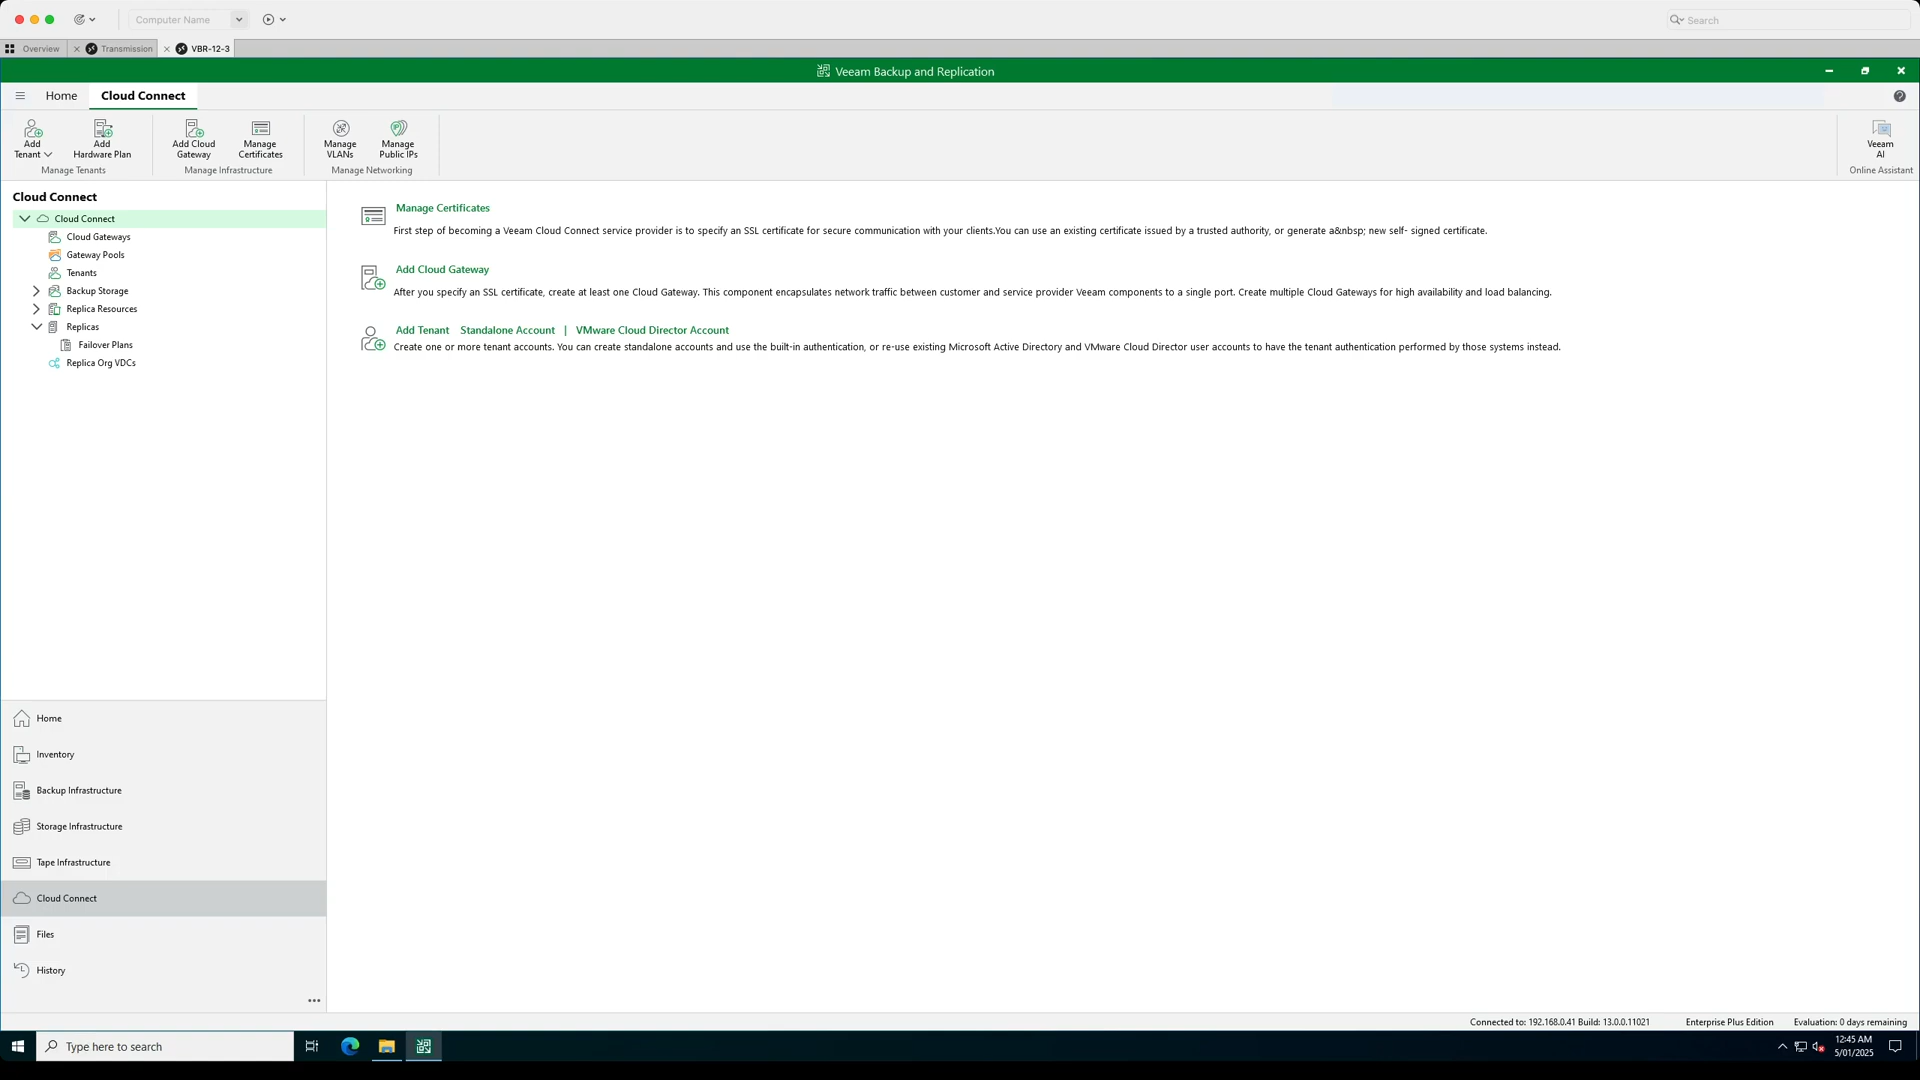 Computer Name
Search
Overview
Transmission
VBR-12-3
Veeam Backup and Replication
Home
Cloud Connect
Add
Tenant
Add
Hardware Plan
Manage Tenants
Add Cloud
Gateway
Manage
Certificates
Manage Infrastructure
Manage
VLANs
Manage
Public IPs
Manage Networking
Veeam
AI
Online Assistant
Cloud Connect
Cloud Connect
Cloud Gateways
Gateway Pools
Tenants
Backup Storage
Replica Resources
Replicas
Failover Plans
Replica Org VDCs
Manage Certificates
First step of becoming a Veeam Cloud Connect service provider is to specify an SSL certificate for secure communication with your clients.You can use an existing certificate issued by a trusted authority, or generate a&nbsp; new self- signed certificate.
Add Cloud Gateway
After you specify an SSL certificate, create at least one Cloud Gateway. This component encapsulates network traffic between customer and service provider Veeam components to a single port. Create multiple Cloud Gateways for high availability and load balancing.
Add Tenant Standalone Account | VMware Cloud Director Account
Create one or more tenant accounts. You can create standalone accounts and use the built-in authentication, or re-use existing Microsoft Active Directory and VMware Cloud Director user accounts to have the tenant authentication performed by those systems instead.
Home
Inventory
Backup Infrastructure
Storage Infrastructure
Tape Infrastructure
Cloud Connect
Files
History
Connected to: 192.168.0.41 Build: 13.0.0.11021
Enterprise Plus Edition
Evaluation: 0 days remaining
Type here to search
12:45 AM
5/01/2025